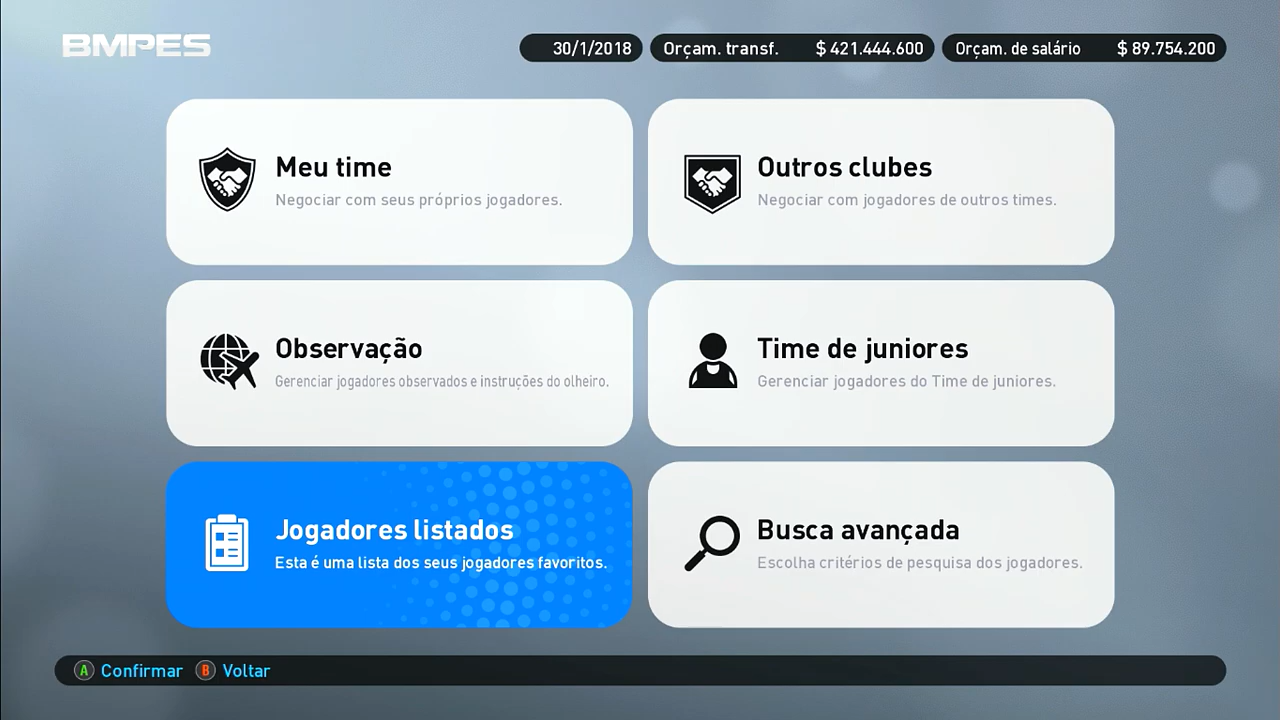 BMPES
30/1/2018
Orçam. transf. $ 421.444.600
Orçam. de salário $ 89.754.200
Meu time
Negociar com seus próprios jogadores.
Outros clubes
Negociar com jogadores de outros times.
Observação
Gerenciar jogadores observados e instruções do olheiro.
Time de juniores
Gerenciar jogadores do Time de juniores.
Jogadores listados
Esta é uma lista dos seus jogadores favoritos.
Busca avançada
Escolha critérios de pesquisa dos jogadores.
A Confirmar B Voltar